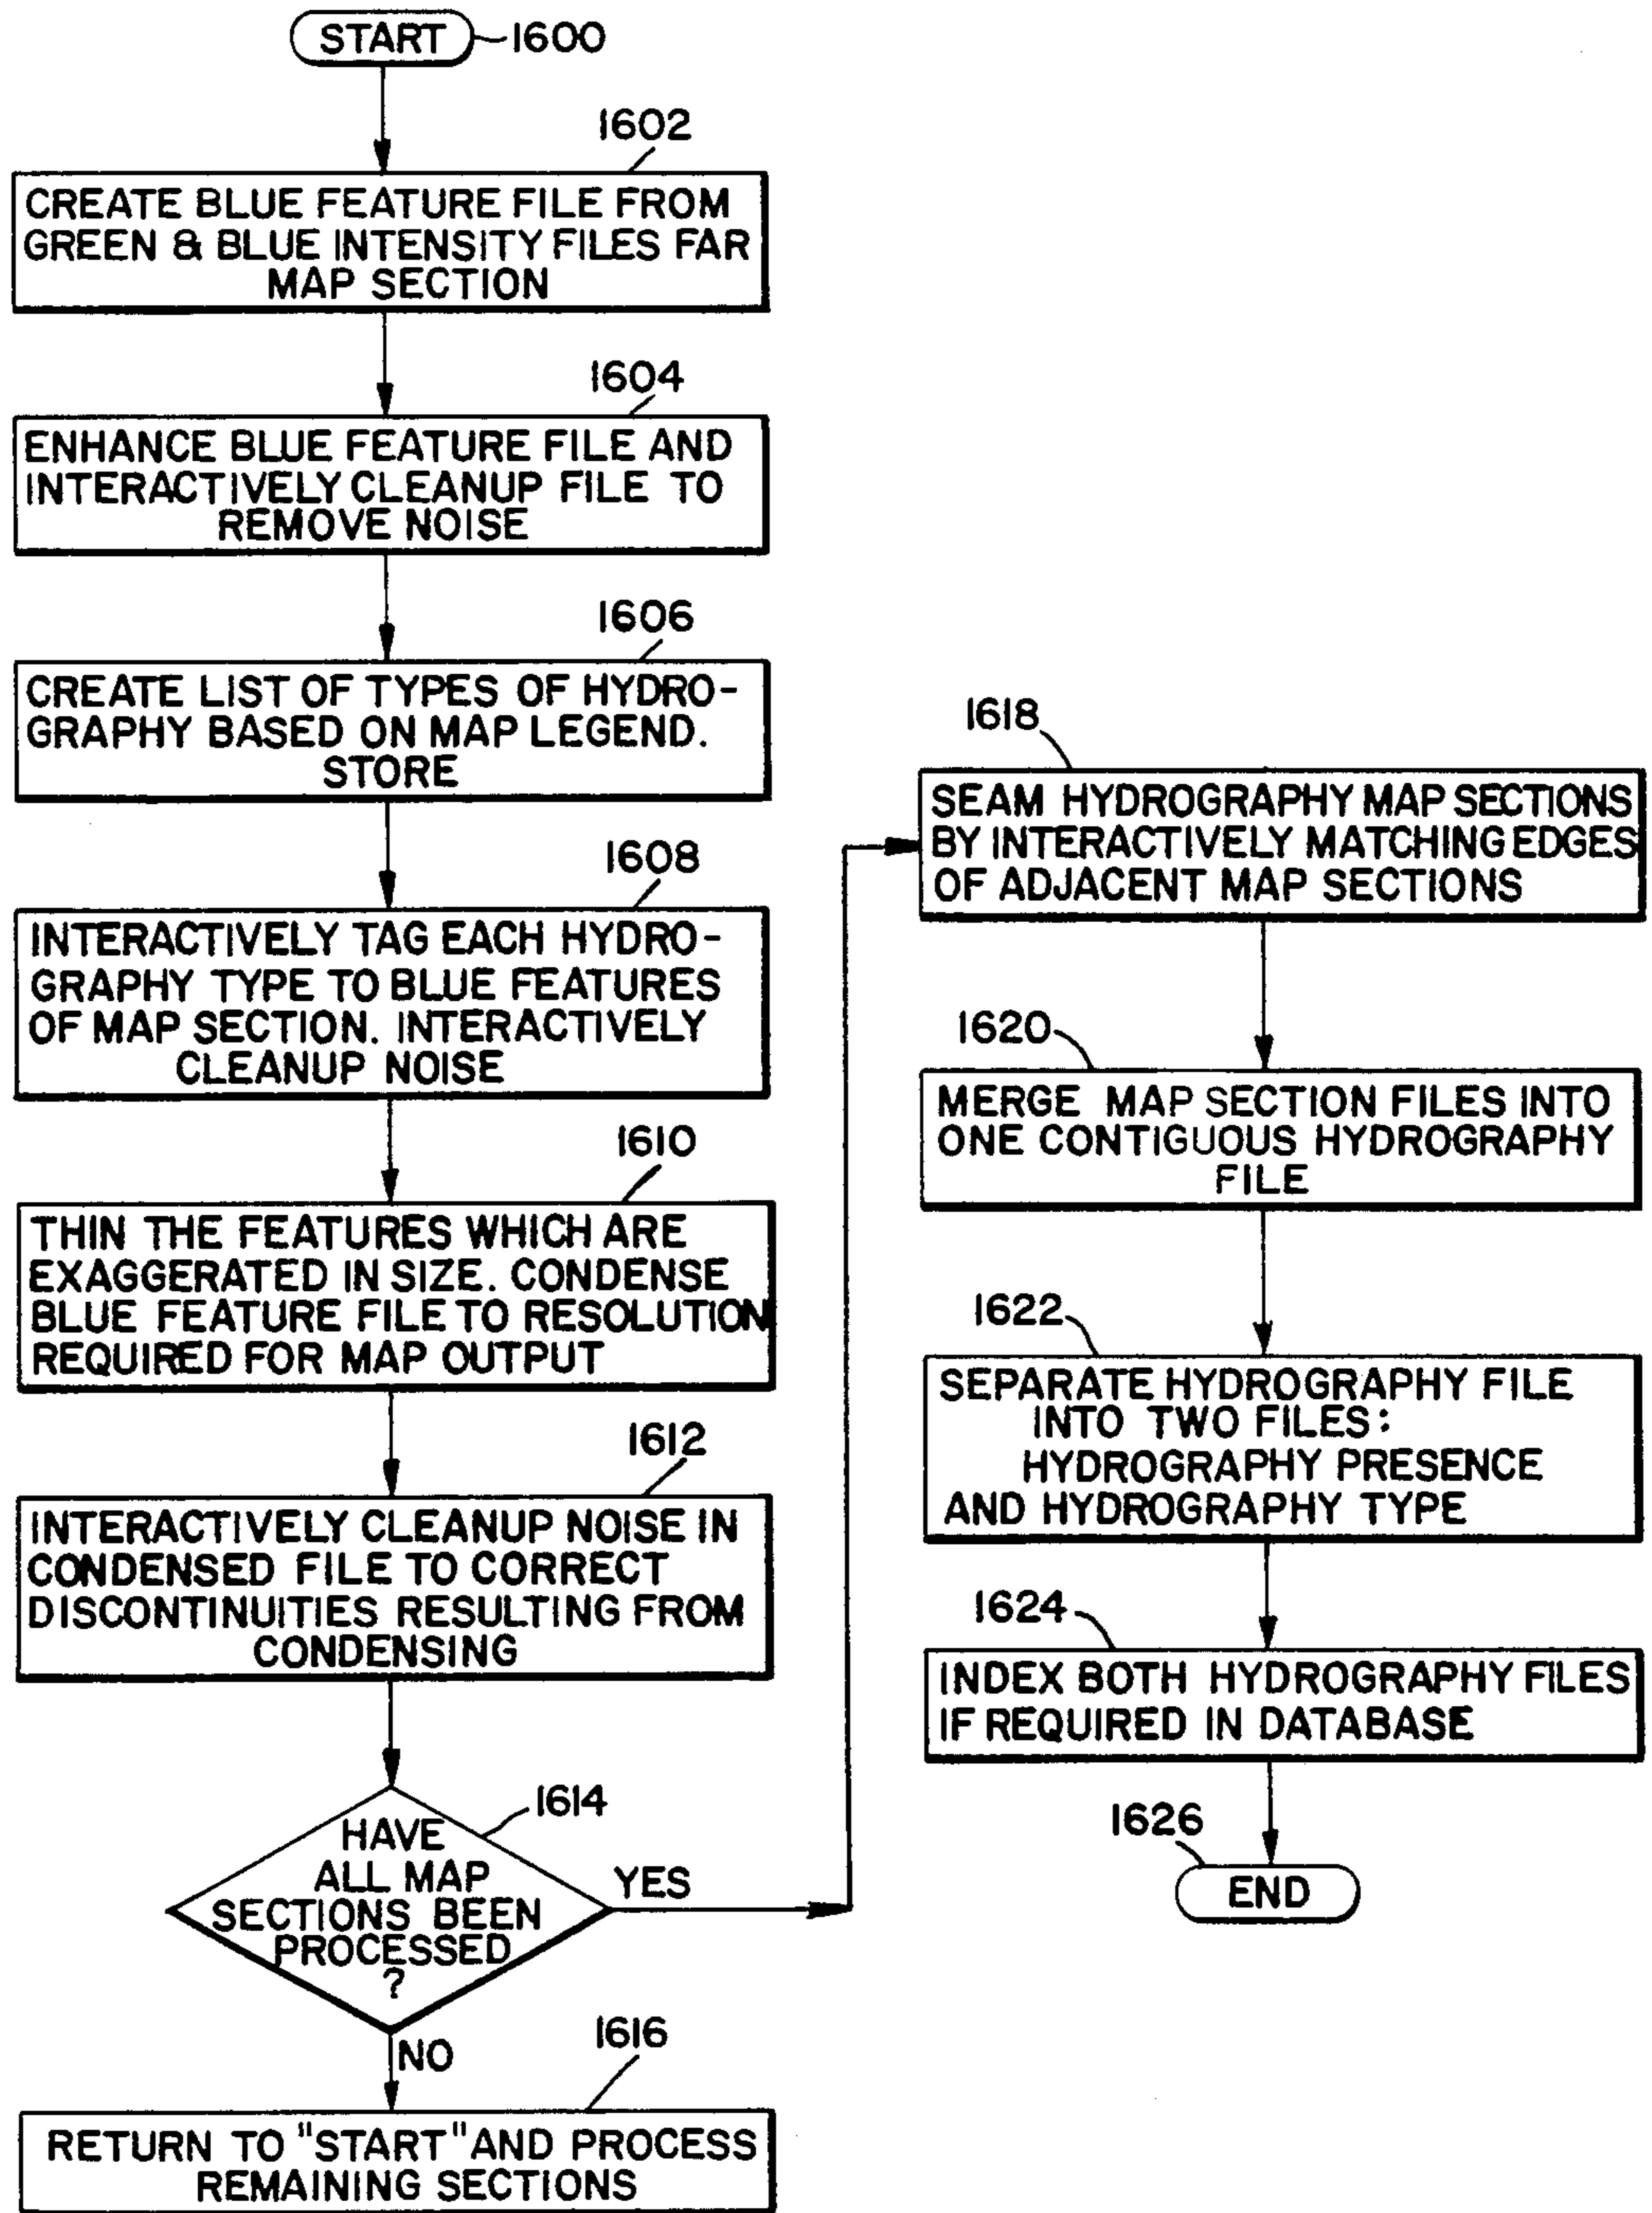 START
1600
1602
CREATE BLUE FEATURE FILE FROM
GREEN & BLUE INTENSITY FILES FAR
MAP SECTION
1604
ENHANCE BLUE FEATURE FILE AND
INTERACTIVELY CLEANUP FILE TO
REMOVE NOISE
1606
CREATE LIST OF TYPES OF HYDRO-
GRAPHY BASED ON MAP LEGEND.
STORE
1608
INTERACTIVELY TAG EACH HYDRO-
GRAPHY TYPE TO BLUE FEATURES
OF MAP SECTION. INTERACTIVELY
CLEANUP NOISE
1610
THIN THE FEATURES WHICH ARE
EXAGGERATED IN SIZE. CONDENSE
BLUE FEATURE FILE TO RESOLUTION
REQUIRED FOR MAP OUTPUT
1612
INTERACTIVELY CLEANUP NOISE IN
CONDENSED FILE TO CORRECT
DISCONTINUITIES RESULTING FROM
CONDENSING
1614
HAVE
ALL MAP
SECTIONS BEEN
PROCESSED
?
YES
NO
1616
RETURN TO "START" AND PROCESS
REMAINING SECTIONS
1618
SEAM HYDROGRAPHY MAP SECTIONS
BY INTERACTIVELY MATCHING EDGES
OF ADJACENT MAP SECTIONS
1620
MERGE MAP SECTION FILES INTO
ONE CONTIGUOUS HYDROGRAPHY
FILE
1622
SEPARATE HYDROGRAPHY FILE
INTO TWO FILES:
HYDROGRAPHY PRESENCE
AND HYDROGRAPHY TYPE
1624
INDEX BOTH HYDROGRAPHY FILES
IF REQUIRED IN DATABASE
1626
END